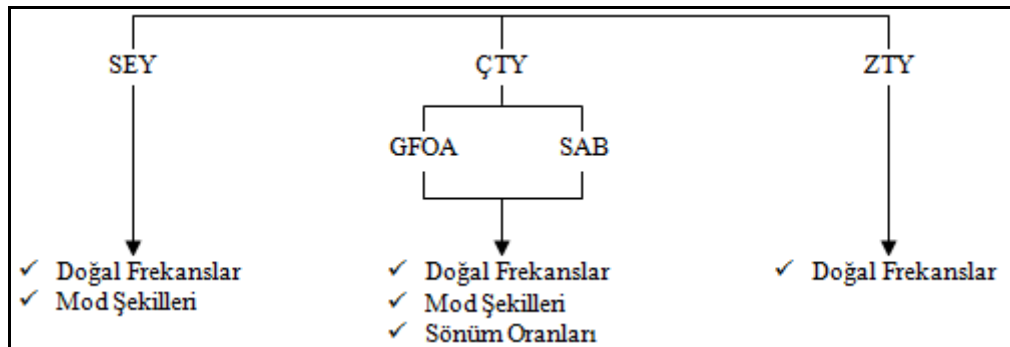 SEY
ÇTY
ZTY
GFOA
SAB
✓ Doğal Frekanslar
✓ Mod Şekilleri
✓ Doğal Frekanslar
✓ Mod Şekilleri
✓ Sönüm Oranları
✓ Doğal Frekanslar